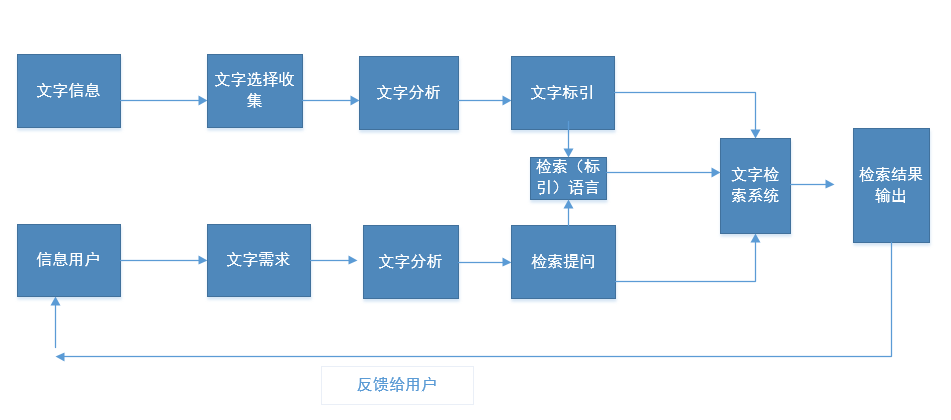 文字信息
文字选择收
集
文字分析
文字标引
检索（标
引）语言
文字检
索系统
检索结果
输出
信息用户
文字需求
文字分析
检索提问
反馈给用户